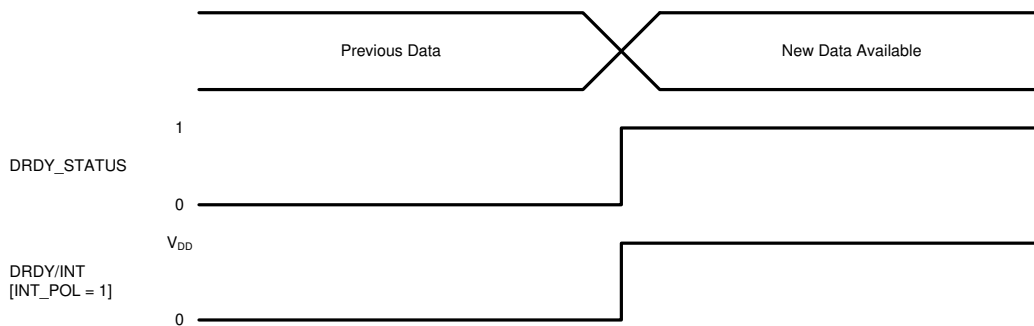 Previous Data
New Data Available
1
DRDY_STATUS
0
VDD
DRDY/INT
[INT_POL = 1]
0